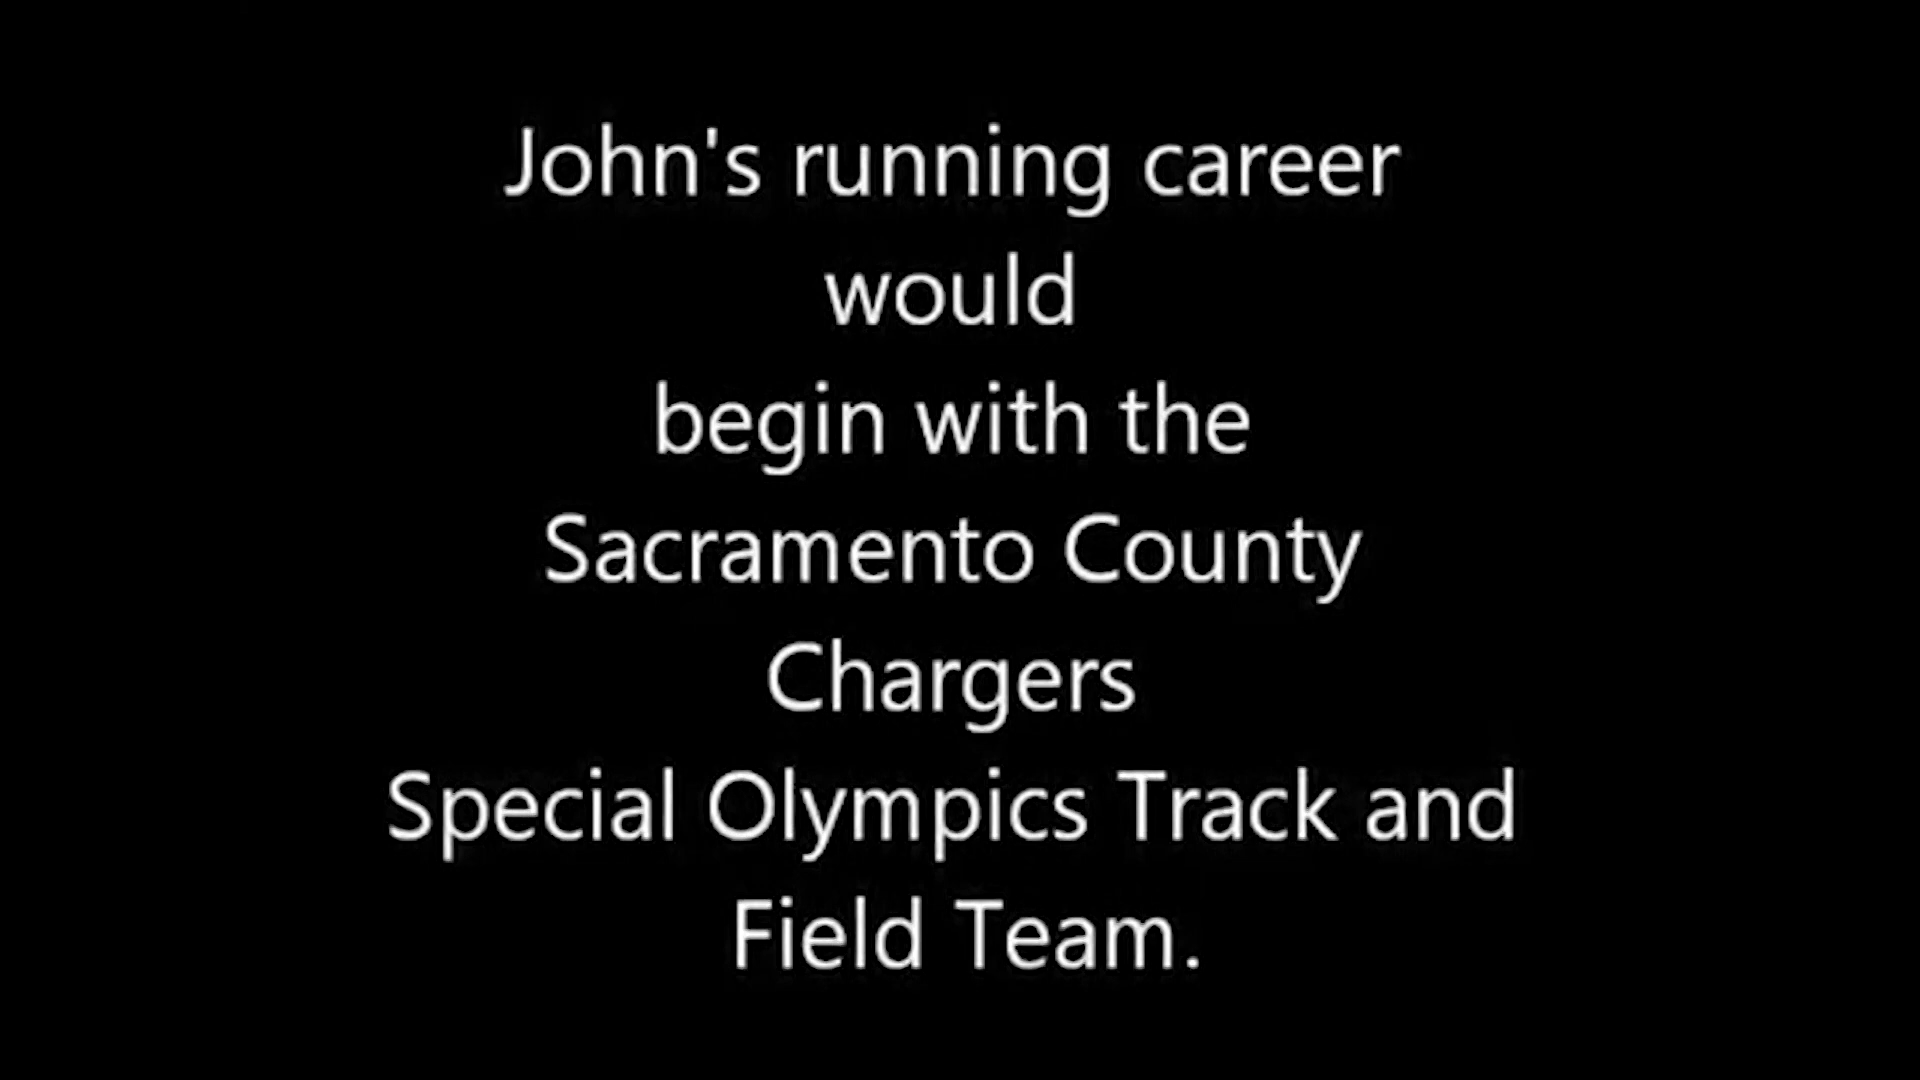 John's running career
would
begin with the
Sacramento County
Chargers
Special Olympics Track and
Field Team.